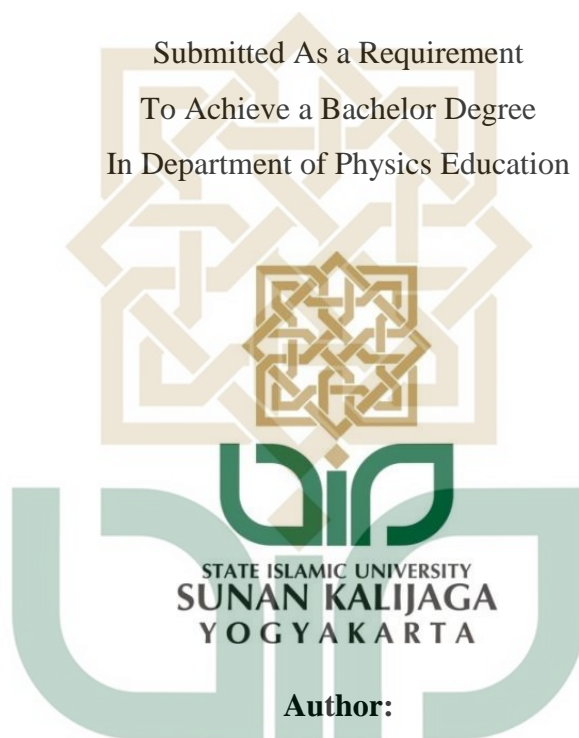 Submitted As a Requirement
To Achieve a Bachelor Degree
In Department of Physics Education
STATE ISLAMIC UNIVERSITY
SUNAN KALIJAGA
YOGYAKARTA
Author: